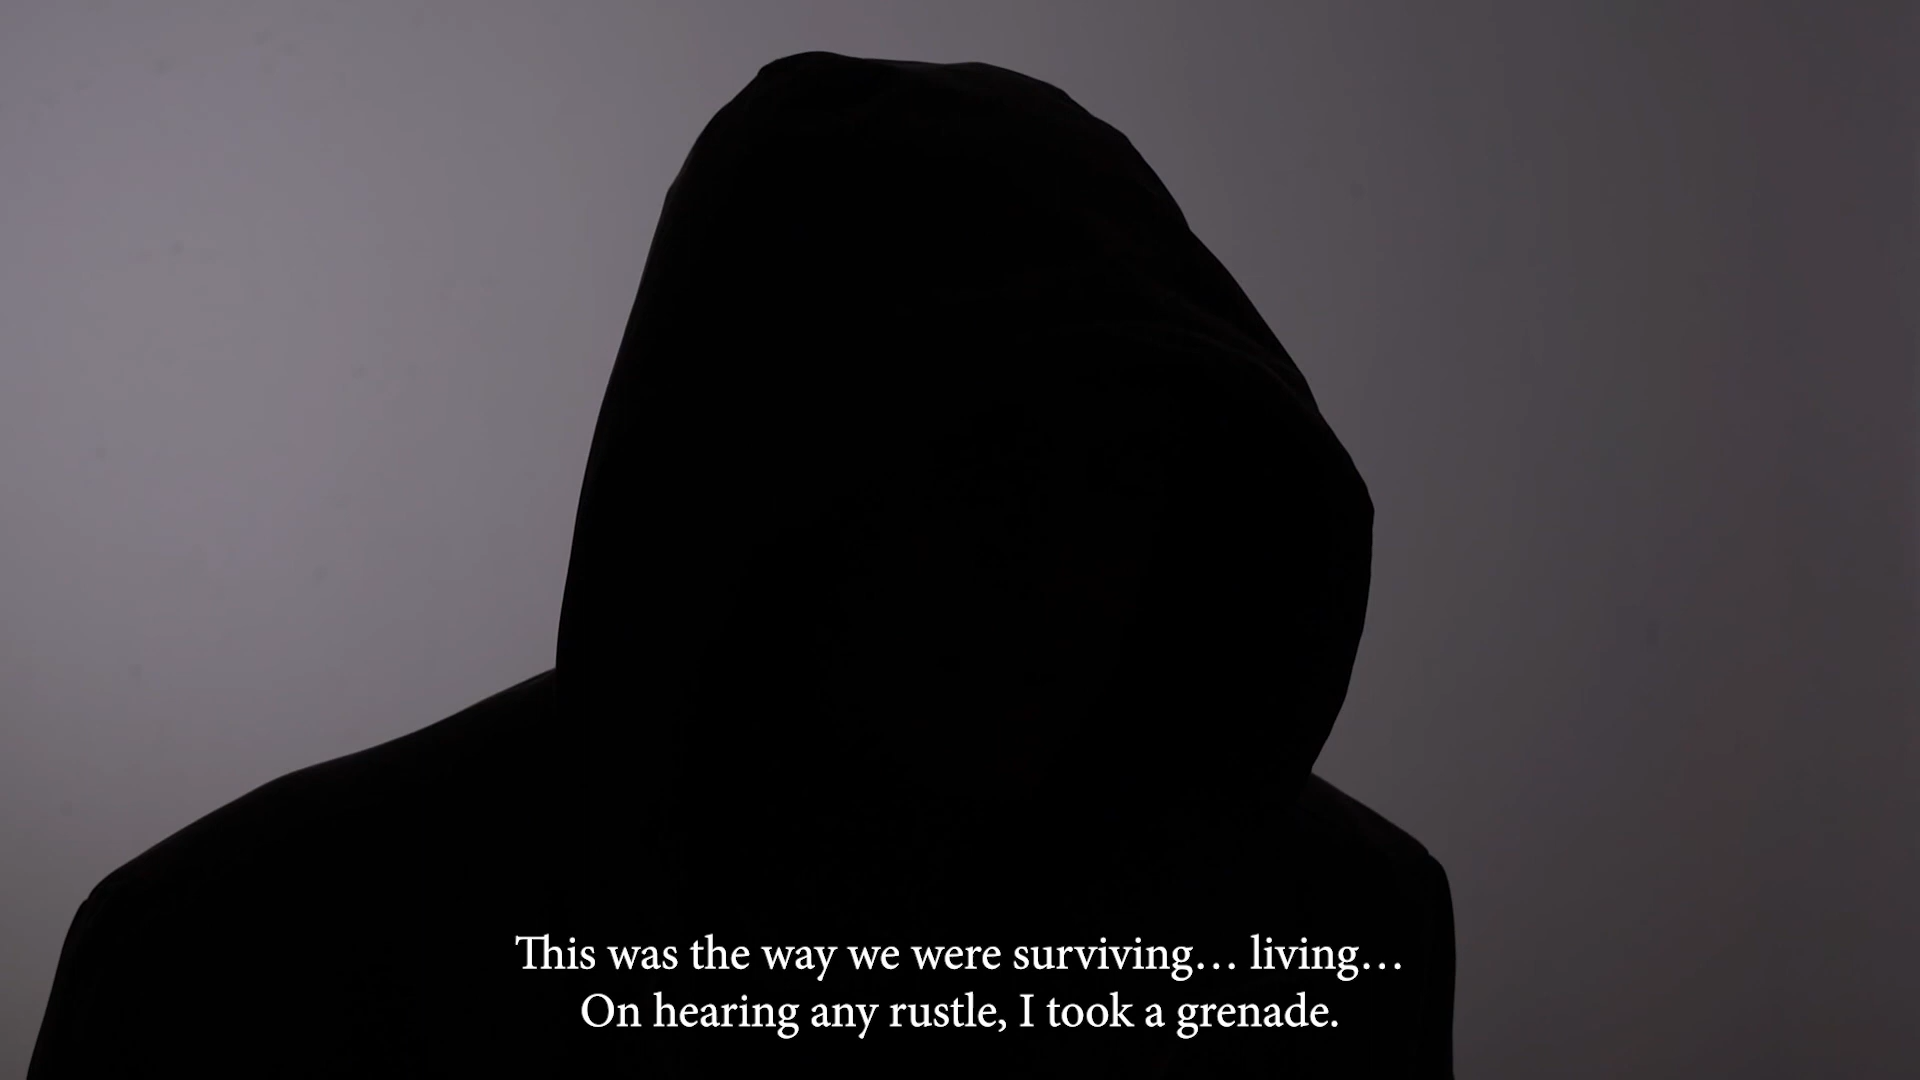 This was the way we were surviving… living…
On hearing any rustle, I took a grenade.